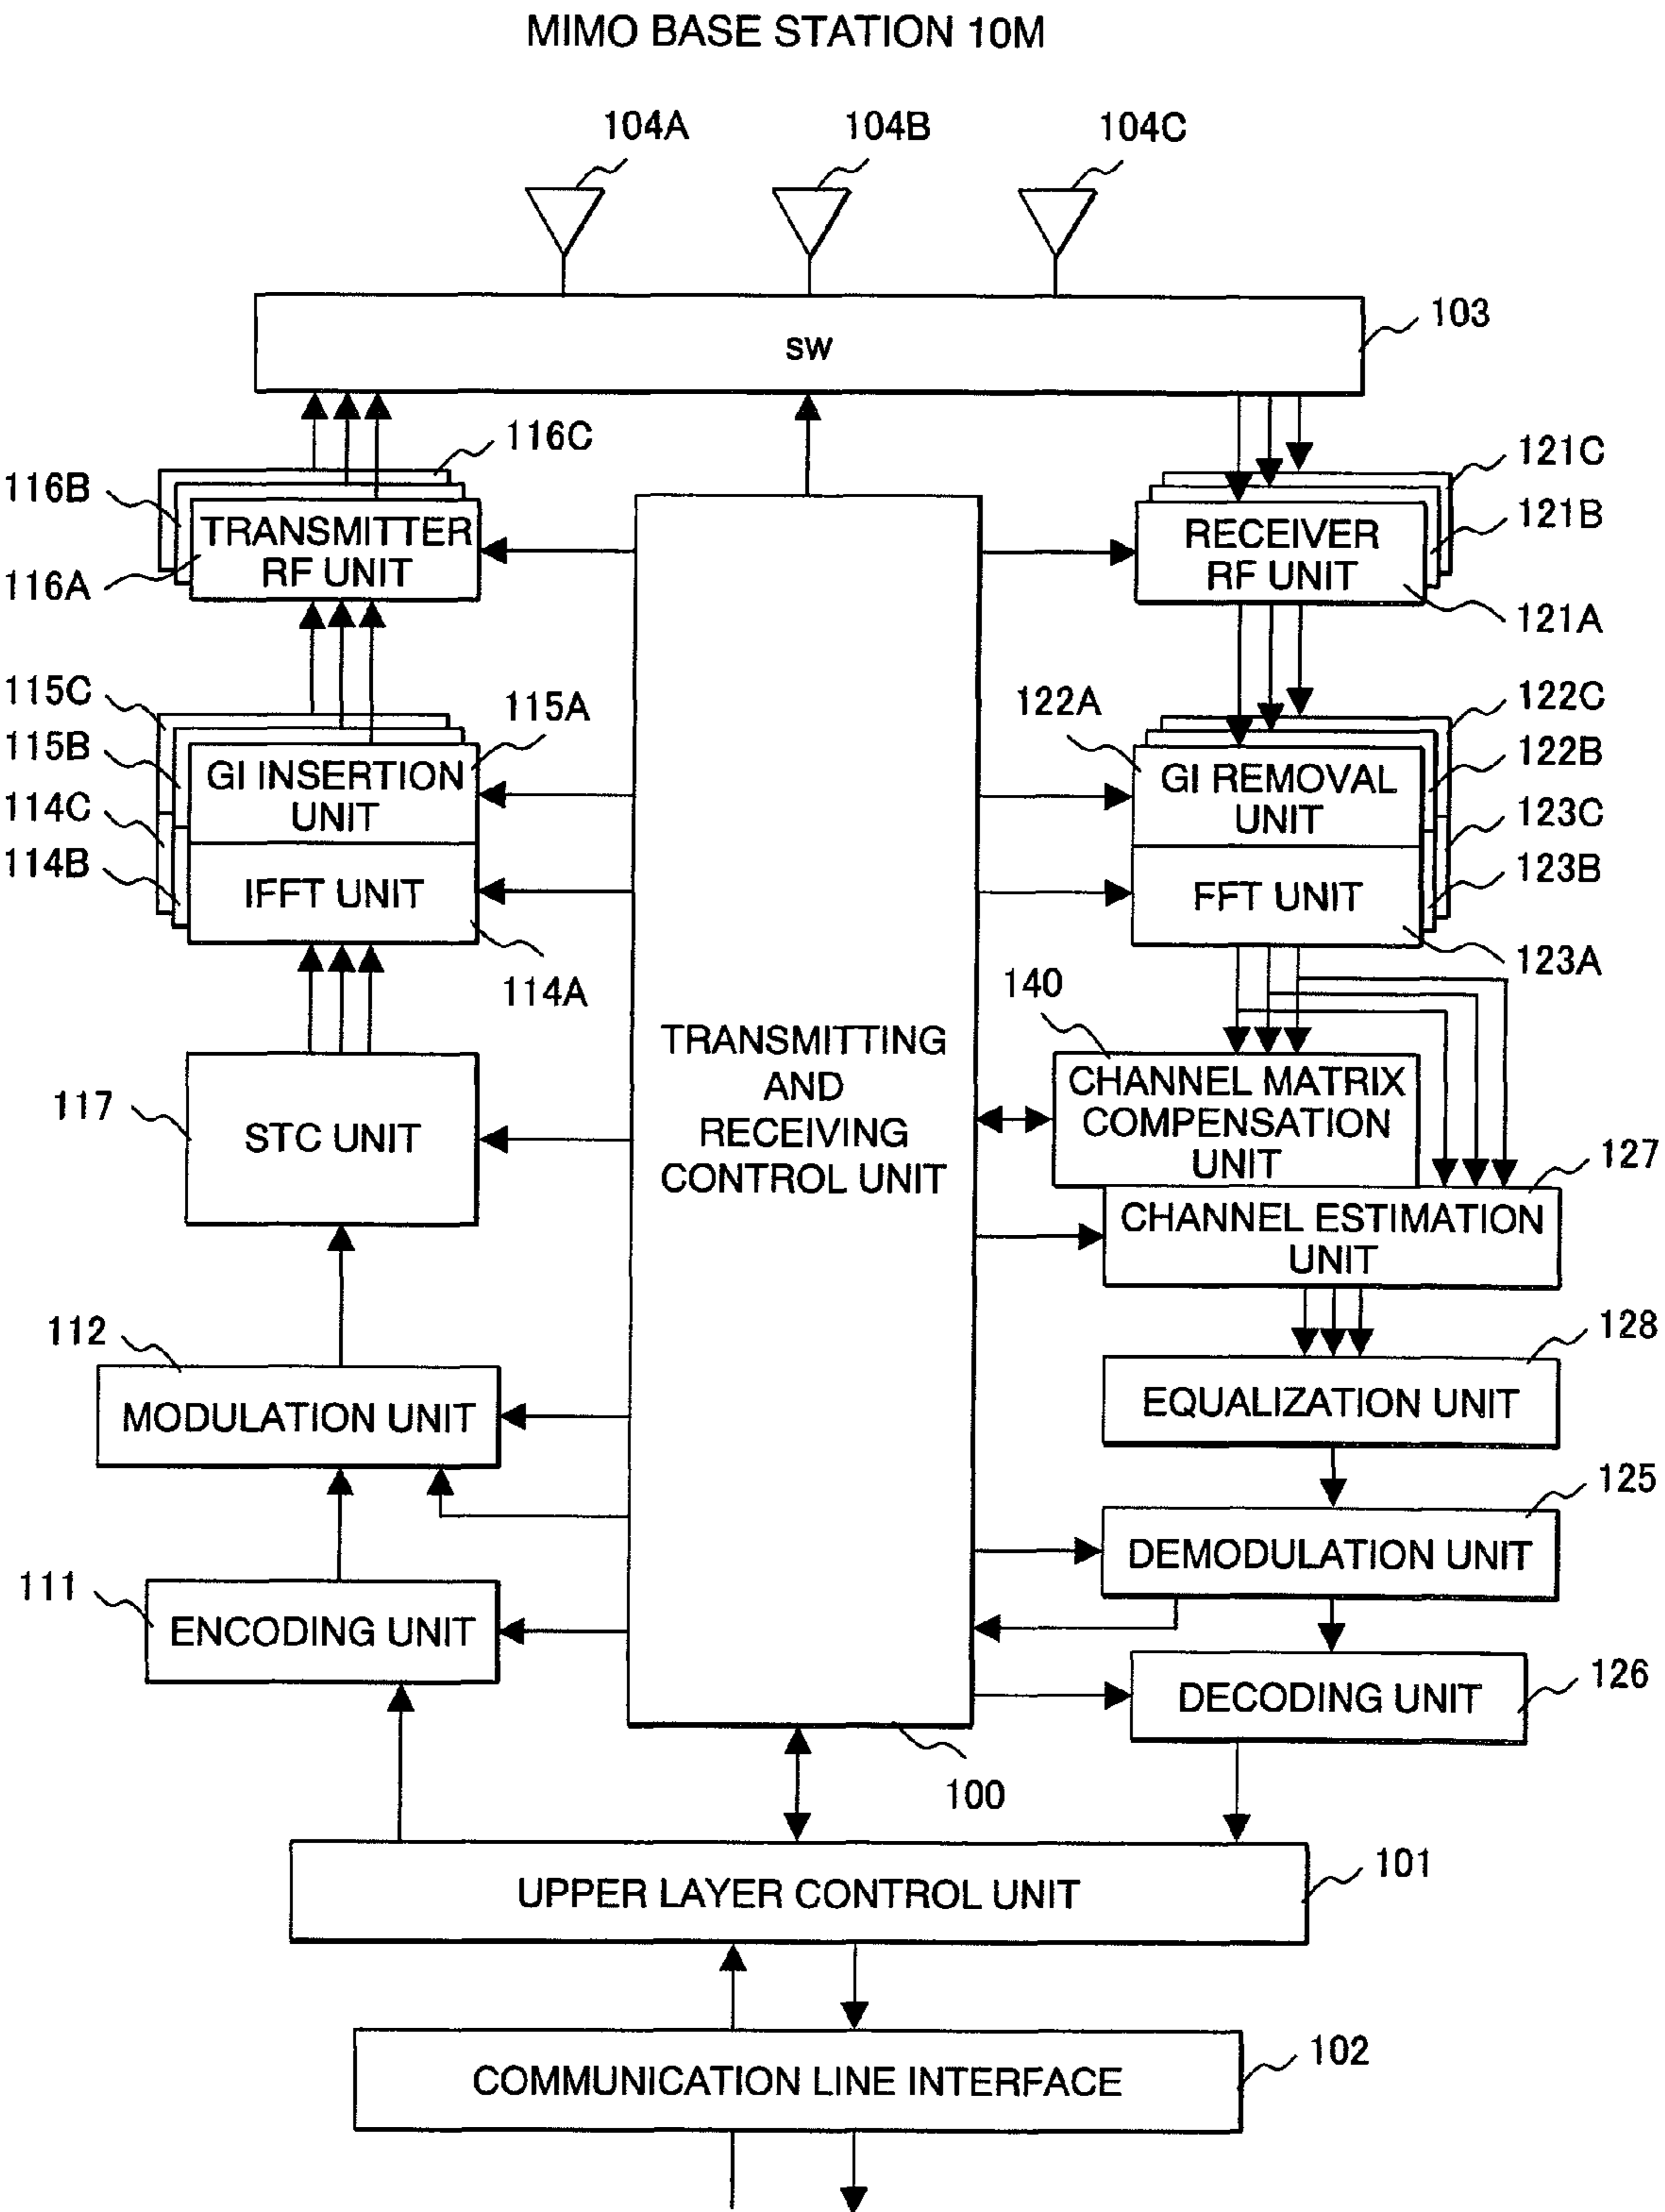 MIMO BASE STATION 10M
104A
104B
104C
SW
103
116C
116B
TRANSMITTER
RF UNIT
116A
121C
121B
RECEIVER
RF UNIT
121A
115C
115A
115B
GI INSERTION
UNIT
114C
114B
IFFT UNIT
114A
122A
122C
GI REMOVAL
UNIT
122B
123C
123B
FFT UNIT
123A
TRANSMITTING
AND
RECEIVING
CONTROL UNIT
140
CHANNEL MATRIX
COMPENSATION
UNIT
117
STC UNIT
127
CHANNEL ESTIMATION
UNIT
112
MODULATION UNIT
128
EQUALIZATION UNIT
125
DEMODULATION UNIT
111
ENCODING UNIT
126
DECODING UNIT
100
101
UPPER LAYER CONTROL UNIT
102
COMMUNICATION LINE INTERFACE